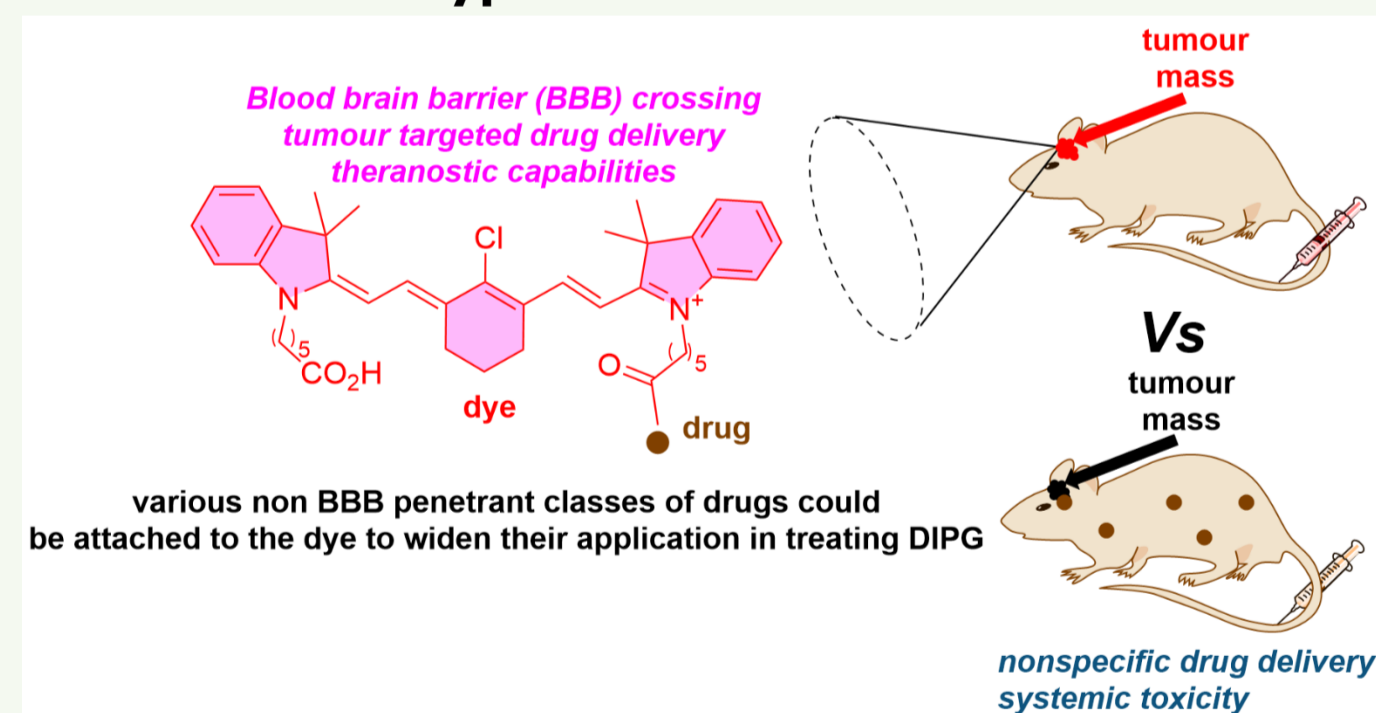 Blood brain barrier (BBB) crossing
tumour targeted drug delivery
theranostic capabilities
Cl
N
N+
( )5
CO2H
O
( )5
dye
drug
various non BBB penetrant classes of drugs could
be attached to the dye to widen their application in treating DIPG
tumour
mass
Vs
tumour
mass
nonspecific drug delivery
systemic toxicity